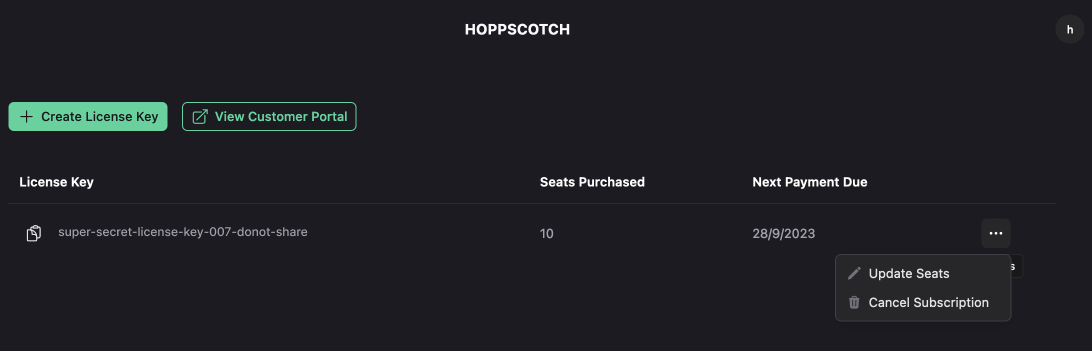 HOPPSCOTCH
h
Create License Key
View Customer Portal
License Key
Seats Purchased
Next Payment Due
super-secret-license-key-007-donot-share
10
28/9/2023
Update Seats
s
Cancel Subscription